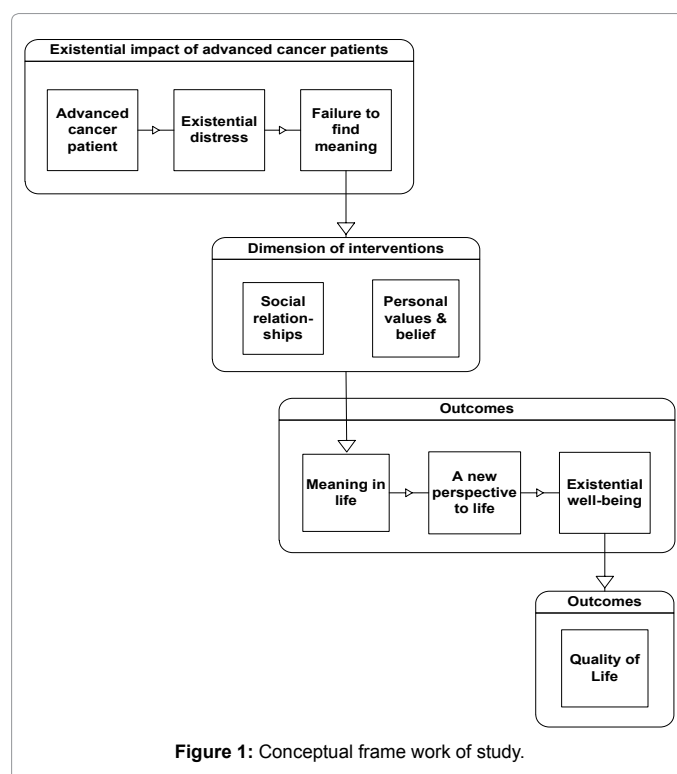 Existential impact of advanced cancer patients
Advanced
cancer
patient
Existential
distress
Failure to
find
meaning
Dimension of interventions
Social
relation-
ships
Personal
values &
belief
Outcomes
Meaning in
life
A new
perspective
to life
Existential
well-being
Outcomes
Quality of
Life
Figure 1: Conceptual frame work of study.